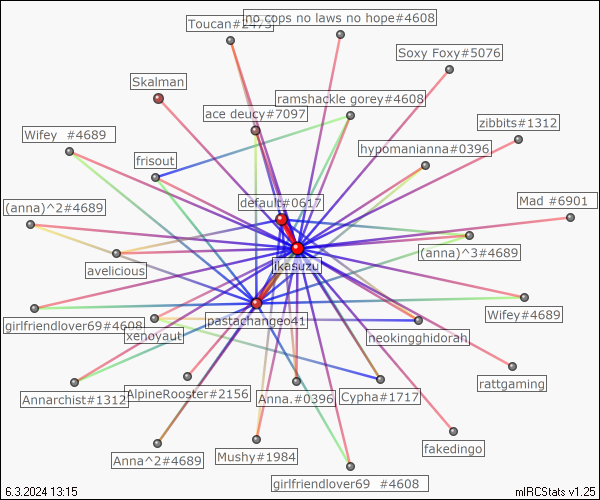 no cops no laws no hope#4608
Toucan#2475
Soxy Foxy#5076
Skalman
ramshackle gorey#4608
ace deucy#7097
zibbits#1312
Wifey #4689
hypomanianna#0396
frisout
default#0617
Mad #6901
(anna)^2#4689
(anna)^3#4689
ikasuzu
avelicious
Wifey#4689
pastachangeo41
girlfriendlover69#4608
xenoyaut
neokingghidorah
rattgaming
AlpineRooster#2156
Cypha#1717
Annarchist#1312
Anna.#0396
fakedingo
Mushy#1984
Anna^2#4689
girlfriendlover69 #4608
6.3.2024 13:15
mIRCStats v1.25